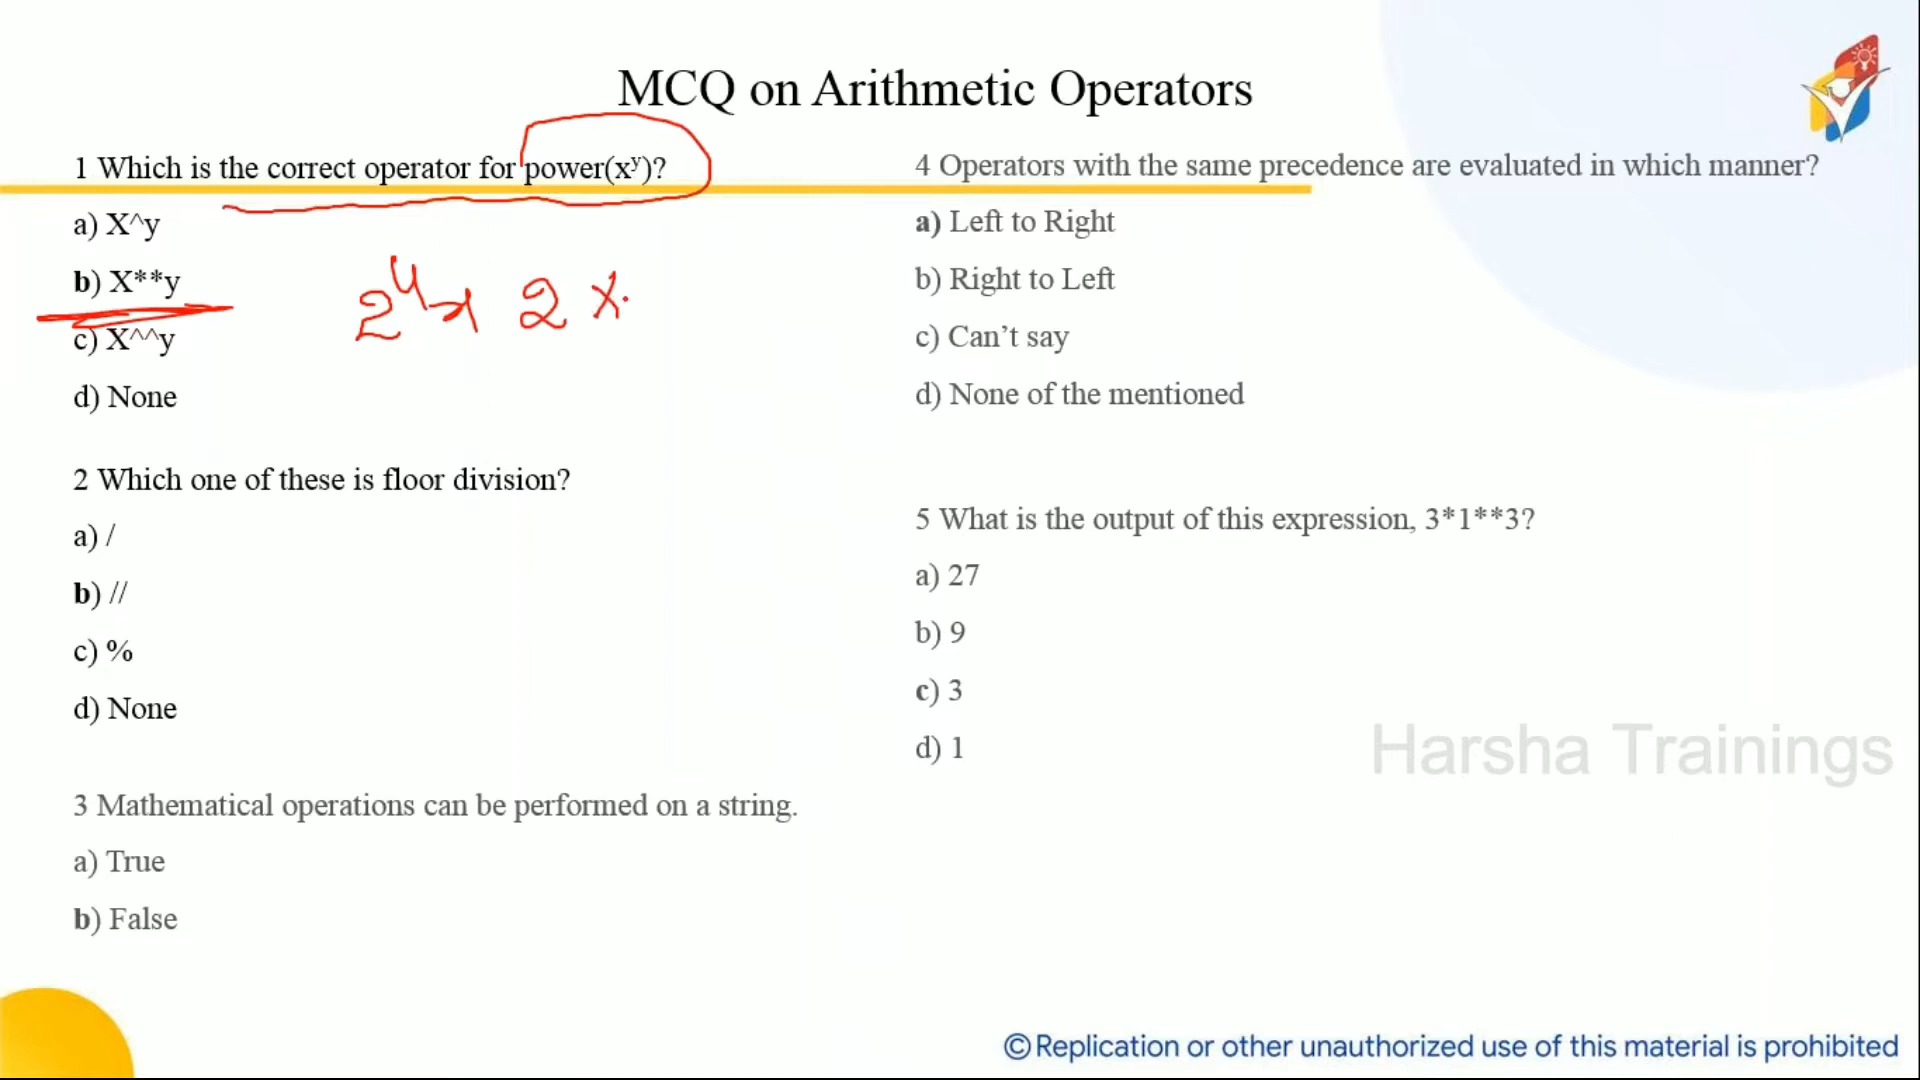 MCQ on Arithmetic Operators
1 Which is the correct operator for power(xʸ)?
a) X^y
b) X**y
c) X^^y
d) None
2⁴ → 2 *
2 Which one of these is floor division?
a) /
b) //
c) %
d) None
3 Mathematical operations can be performed on a string.
a) True
b) False
4 Operators with the same precedence are evaluated in which manner?
a) Left to Right
b) Right to Left
c) Can’t say
d) None of the mentioned
5 What is the output of this expression, 3*1**3?
a) 27
b) 9
c) 3
d) 1
Harsha Trainings
©Replication or other unauthorized use of this material is prohibited